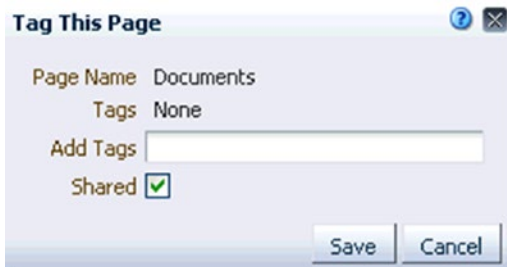 Tag This Page
Page Name Documents
Tags None
Add Tags
Shared
Save Cancel